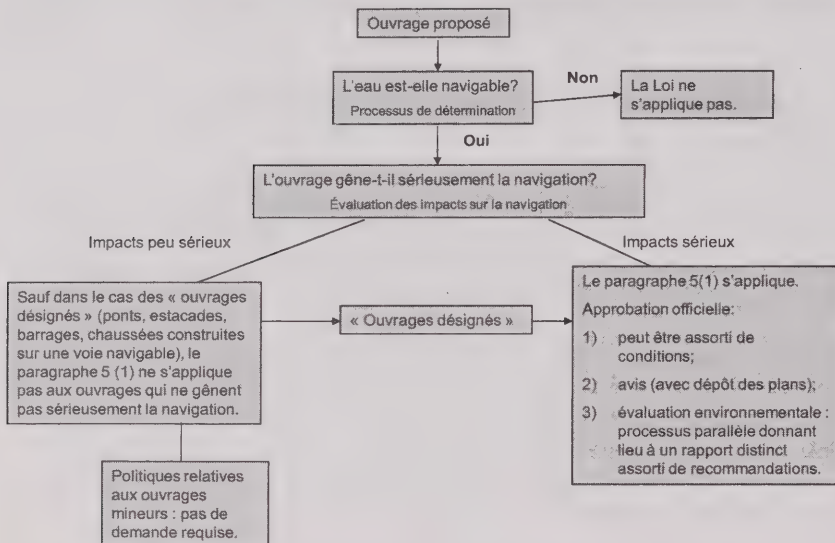 Ouvrage proposé
L'eau est-elle navigable?
Processus de détermination
Non
La Loi ne
s'applique pas.
Oui
L'ouvrage gêne-t-il sérieusement la navigation?
Évaluation des impacts sur la navigation
Impacts peu sérieux
Impacts sérieux
Sauf dans le cas des « ouvrages
désignés » (ponts, estacades,
barrages, chaussées construites
sur une voie navigable), le
paragraphe 5 (1) ne s'applique
pas aux ouvrages qui ne gênent
pas sérieusement la navigation.
« Ouvrages désignés »
Le paragraphe 5(1) s'applique.
Approbation officielle:
1) peut être assorti de
conditions;
2) avis (avec dépôt des plans);
3) évaluation environnementale :
processus parallèle donnant
lieu à un rapport distinct
assorti de recommandations.
Politiques relatives
aux ouvrages
mineurs : pas de
demande requise.